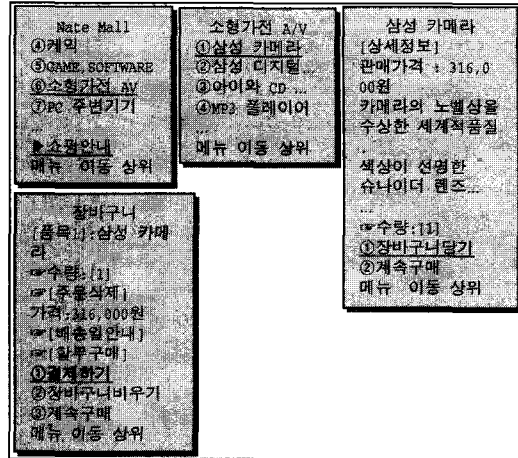 Nate Mall
④케익
⑤GAME, SOFTWARE
⑥소형가전 AV
⑦PC 주변기기
...
▶쇼핑안내
메뉴 이동 상위
소형가전 A/V
①삼성 카메라
②삼성 디지털...
③아이와 CD ...
④MP3 플레이어
...
메뉴 이동 상위
삼성 카메라
[상세정보]
판매가격 : 316,0
00원
카메라의 노벨상을
수상한 세계적품질
.
색상이 선명한
슈나이더 렌즈...
...
☞수량:[1]
①장바구니담기
②계속구매
메뉴 이동 상위
장바구니
[품목1]:삼성 카메
라
☞수량:[1]
☞[주문삭제]
가격:316,000원
☞[배송일안내]
☞[할부구매]
①결제하기
②장바구니비우기
③계속구매
메뉴 이동 상위